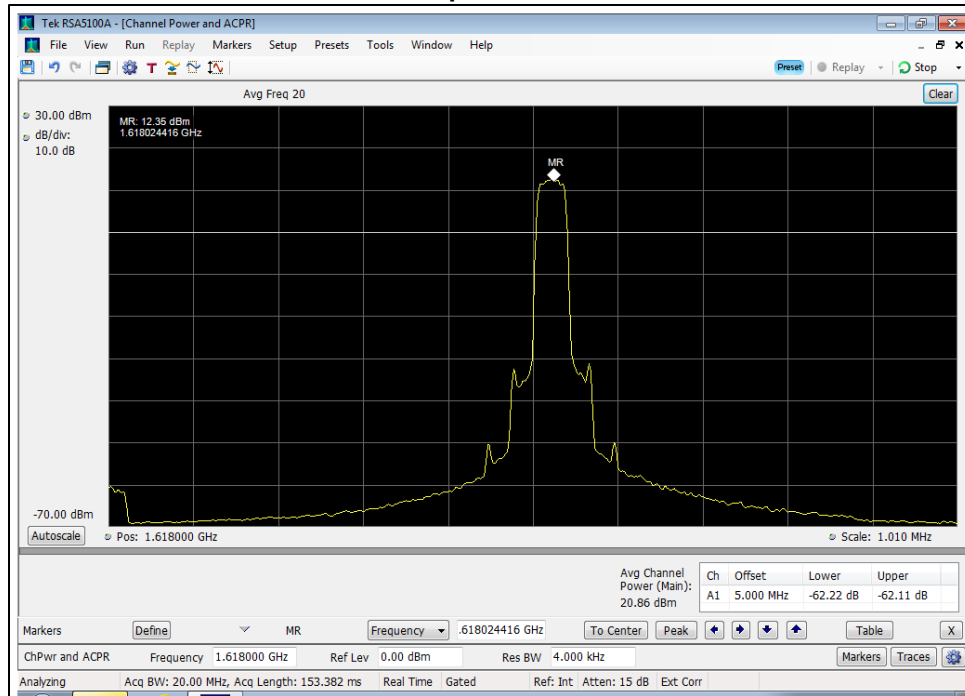 Tek RSA5100A - [Channel Power and ACPR]
File View Run Replay Markers Setup Presets Tools Window Help
T Preset Replay Stop
Avg Freq 20 Clear
30.00 dBm
dB/div:
10.0 dB
MR: 12.35 dBm
1.618024416 GHz
MR
-70.00 dBm
Autoscale Pos: 1.618000 GHz Scale: 1.010 MHz
Avg Channel
Power (Main):
20.86 dBm
Ch Offset Lower Upper
A1 5.000 MHz -62.22 dB -62.11 dB
Markers Define MR Frequency .618024416 GHz To Center Peak Table X
ChPwr and ACPR Frequency 1.618000 GHz Ref Lev 0.00 dBm Res BW 4.000 kHz Markers Traces
Analyzing Acq BW: 20.00 MHz, Acq Length: 153.382 ms Real Time Gated Ref: Int Atten: 15 dB Ext Corr